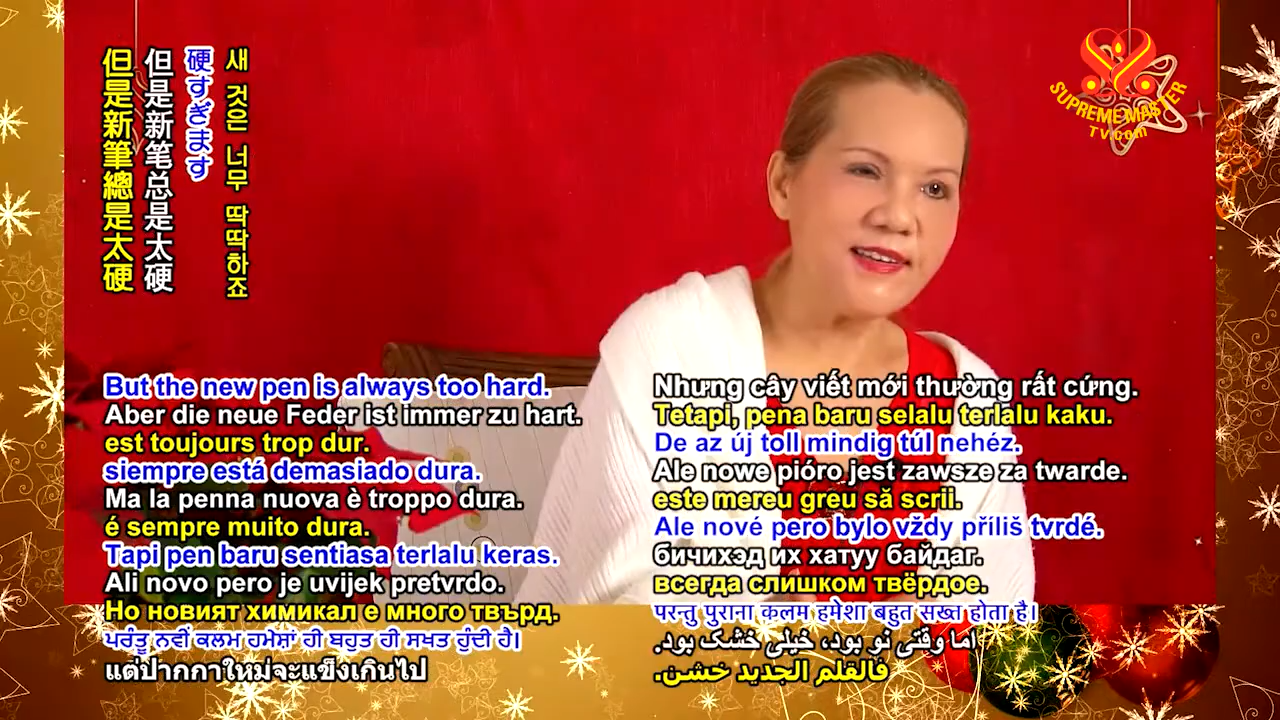 但是新筆總是太硬
但是新笔总是太硬
硬すぎます
새 것은 너무 딱딱하죠
SUPREME MASTER
TV.com
But the new pen is always too hard.
Aber die neue Feder ist immer zu hart.
est toujours trop dur.
siempre está demasiado dura.
Ma la penna nuova è troppo dura.
é sempre muito dura.
Tapi pen baru sentiasa terlalu keras.
Ali novo pero je uvijek pretvrdo.
Но новият химикал е много твърд.
ਪਰੰਤੂ ਨਵੀਂ ਕਲਮ ਹਮੇਸ਼ਾਂ ਹੀ ਬਹੁਤ ਹੀ ਸਖਤ ਹੁੰਦੀ ਹੈ।
แต่ปากกาใหม่จะแข็งเกินไป
Nhưng cây viết mới thường rất cứng.
Tetapi, pena baru selalu terlalu kaku.
De az új toll mindig túl nehéz.
Ale nowe pióro jest zawsze za twarde.
este mereu greu să scrii.
Ale nové pero bylo vždy příliš tvrdé.
бичихэд их хатуу байдаг.
всегда слишком твёрдое.
परन्तु पुराना क़लम हमेशा बहुत सख्त होता है।
اما وقتی نو بود، خیلی خشک بود.
فالقلم الجديد خشن.